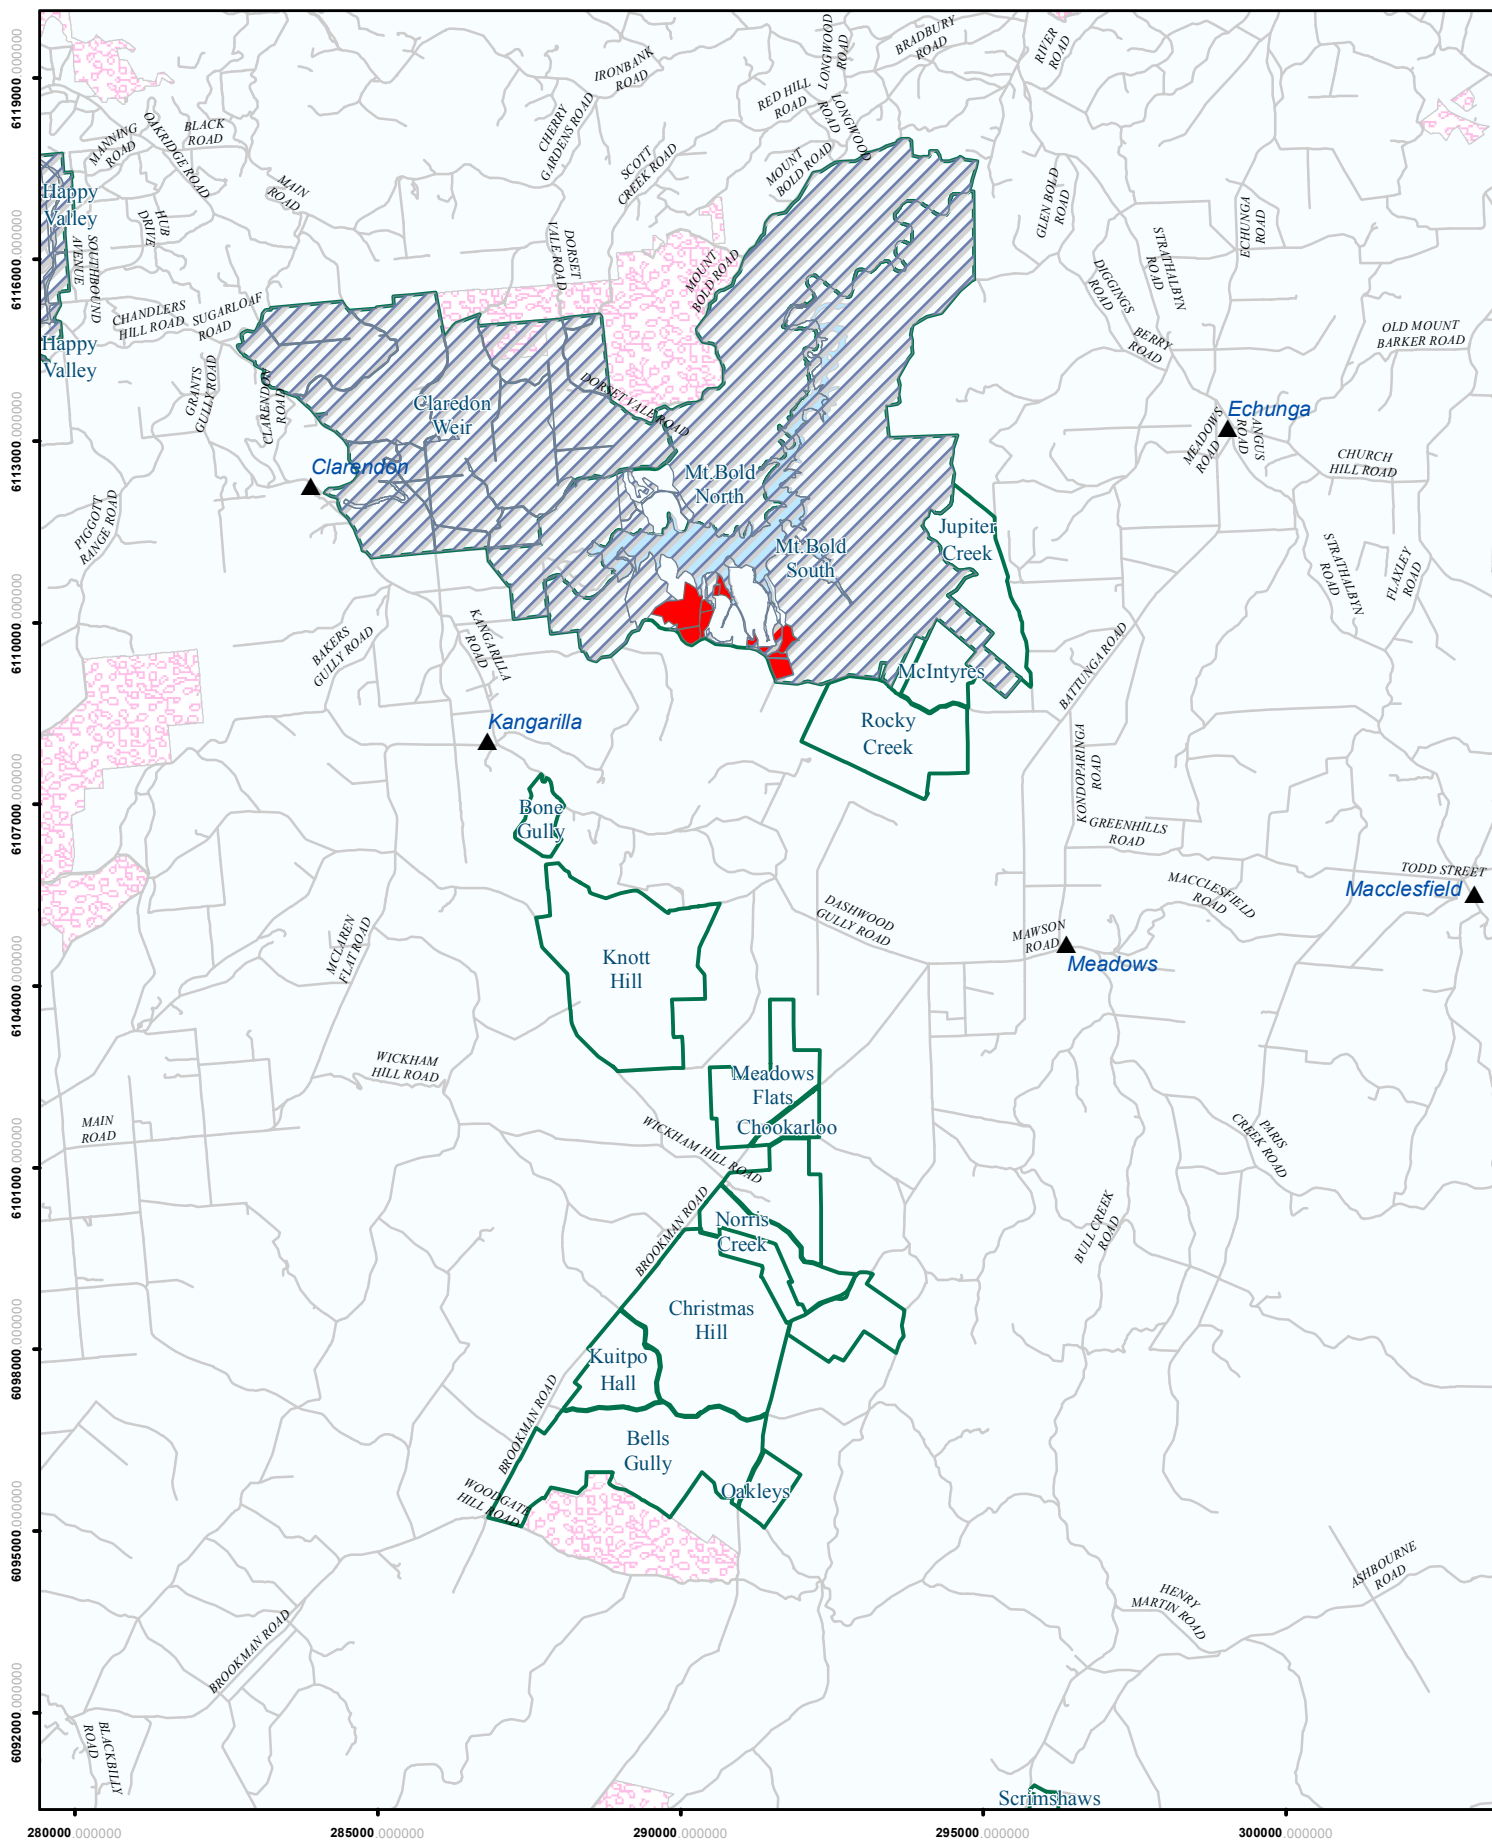 6119000.000000
6116000.000000
6113000.000000
6110000.000000
6107000.000000
6104000.000000
6101000.000000
6098000.000000
6095000.000000
6092000.000000
IRONBANK
ROAD
LONGWOOD
ROAD
BRADBURY
ROAD
RIVER
ROAD
RED HILL
ROAD
LONGWOOD
ROAD
CHERRY
GARDENS ROAD
MANNING
ROAD
OAKRIDGE ROAD
BLACK
ROAD
SCOTT
CREEK ROAD
MOUNT
BOLD ROAD
MAIN
ROAD
Happy
Valley
HUB
DRIVE
SOUTHBOUND
AVENUE
DORSET
VALE ROAD
GLEN BOLD
ROAD
ECHUNGA
ROAD
STRATHALBYN
ROAD
DIGGINGS
ROAD
MOUNT
BOLD ROAD
CHANDLERS
HILL ROAD
SUGARLOAF
ROAD
BERRY
ROAD
OLD MOUNT
BARKER ROAD
Happy
Valley
GRANTS
GULLY ROAD
CLARENDON
ROAD
DORSET VALE ROAD
Claredon
Weir
Echunga
MEADOWS
ROAD
ANGUS
ROAD
CHURCH
HILL ROAD
Clarendon
Mt.Bold
North
PIGGOTT
RANGE ROAD
Jupiter
Creek
Mt.Bold
South
STRATHALBYN
ROAD
FLAXLEY
ROAD
BAKERS
GULLY ROAD
KANGARILLA
ROAD
BATTUNGA ROAD
McIntyres
Kangarilla
Rocky
Creek
KONDOPARINGA
ROAD
Bone
Gully
GREENHILLS
ROAD
TODD STREET
MACCLESFIELD
ROAD
Macclesfield
DASHWOOD
GULLY ROAD
MCLAREN
FLAT ROAD
MAWSON
ROAD
Meadows
Knott
Hill
WICKHAM
HILL ROAD
Meadows
Flats
MAIN
ROAD
Chookarloo
WICKHAM HILL ROAD
PARIS
CREEK ROAD
BROOKMAN ROAD
Norris
Creek
BULL CREEK
ROAD
Christmas
Hill
Kuitpo
Hall
BROOKMAN ROAD
Bells
Gully
WOODGATE
HILL ROAD
Oakleys
ASHBOURNE
ROAD
HENRY
MARTIN ROAD
BROOKMAN ROAD
BLACKBILLY
ROAD
Scrimshaws
280000.000000
285000.000000
290000.000000
295000.000000
300000.000000